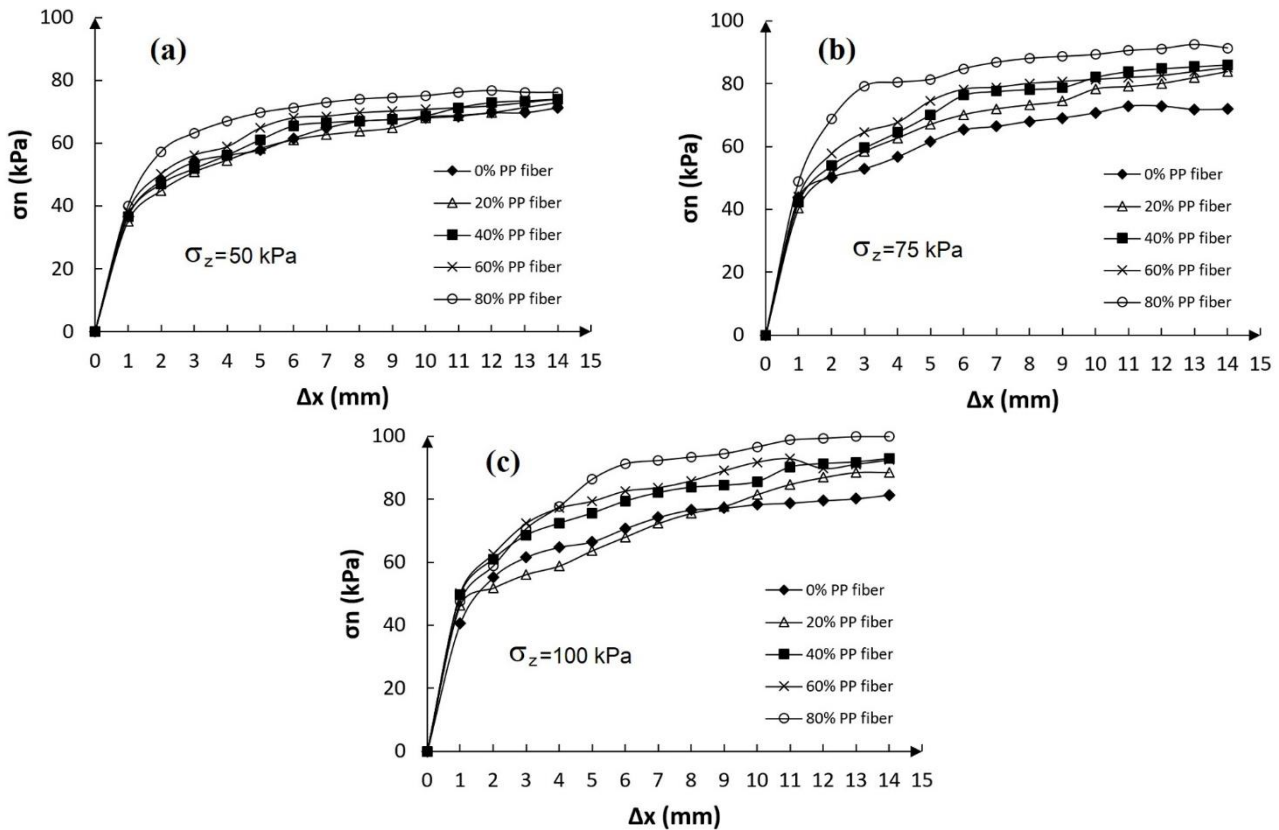 (a)
100
80
60
40
20
0
σn (kPa)
σz=50 kPa
0% PP fiber
20% PP fiber
40% PP fiber
60% PP fiber
80% PP fiber
0 1 2 3 4 5 6 7 8 9 10 11 12 13 14 15
Δx (mm)
(b)
100
80
60
40
20
0
σn (kPa)
σz=75 kPa
0% PP fiber
20% PP fiber
40% PP fiber
60% PP fiber
80% PP fiber
0 1 2 3 4 5 6 7 8 9 10 11 12 13 14 15
Δx (mm)
(c)
100
80
60
40
20
0
σn (kPa)
σz=100 kPa
0% PP fiber
20% PP fiber
40% PP fiber
60% PP fiber
80% PP fiber
0 1 2 3 4 5 6 7 8 9 10 11 12 13 14 15
Δx (mm)